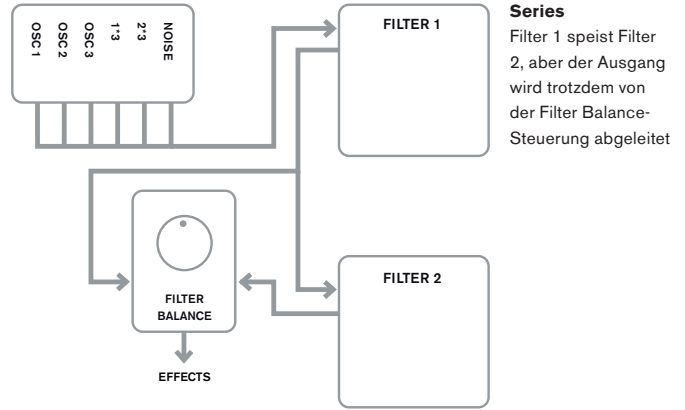 OSC 1
OSC 2
OSC 3
1*3
2*3
NOISE
FILTER 1
Series
Filter 1 speist Filter
2, aber der Ausgang
wird trotzdem von
der Filter Balance-
Steuerung abgeleitet
FILTER
BALANCE
FILTER 2
EFFECTS